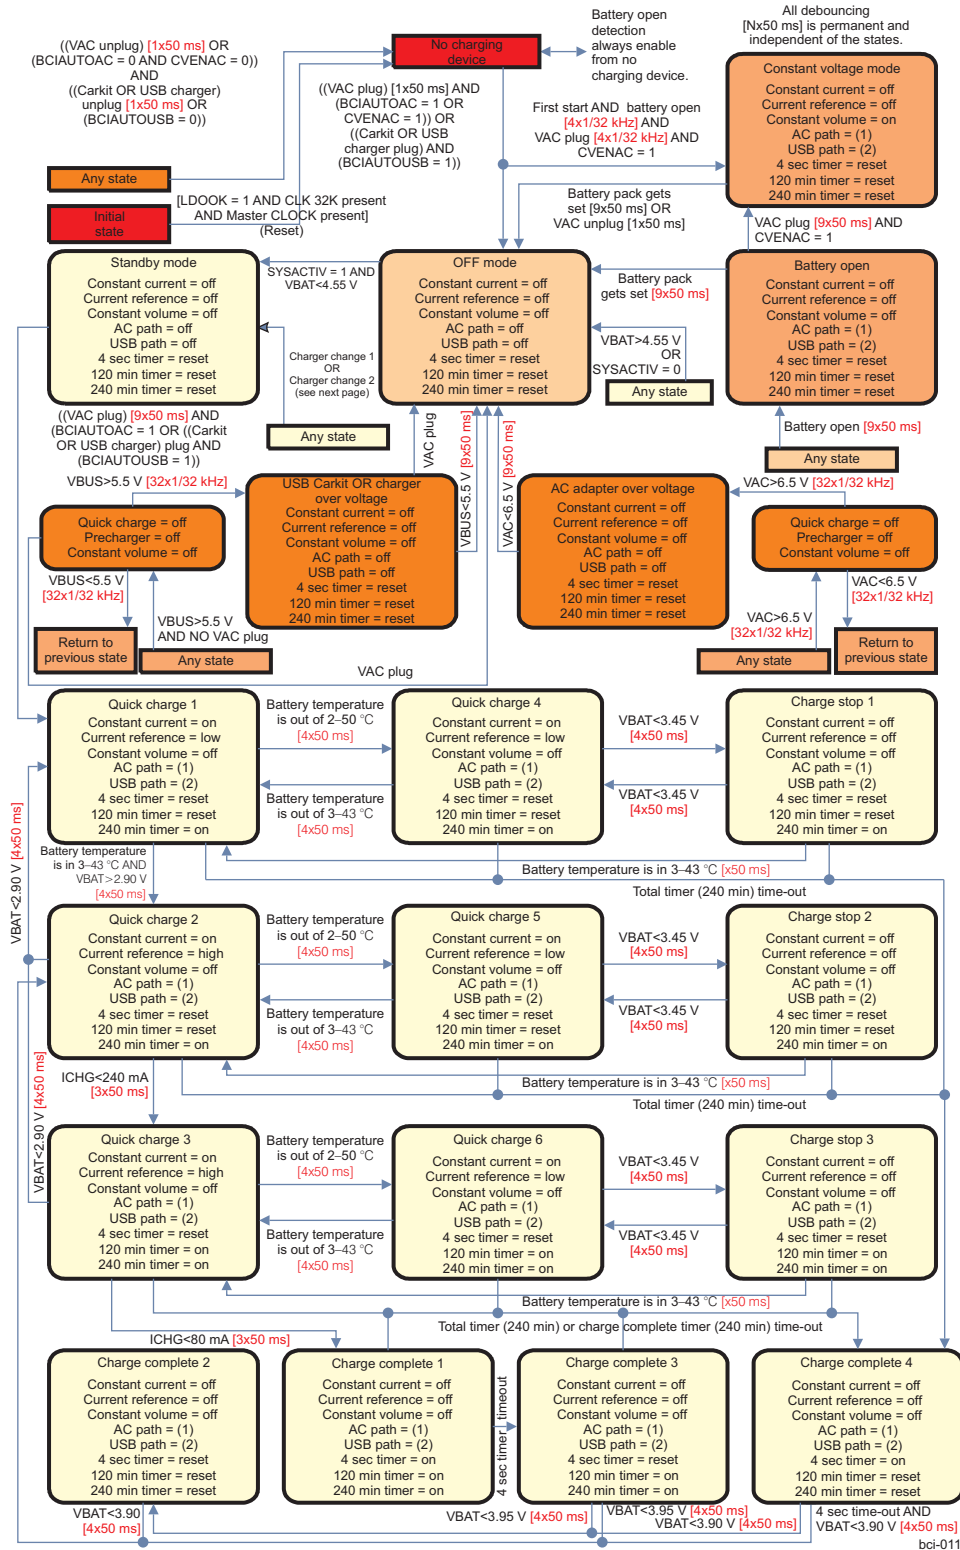 ((VAC unplug) [1x50 ms] OR
(BCIAUTOAC = 0 AND CVENAC = 0))
AND
((Carkit OR USB charger)
unplug [1x50 ms] OR
(BCIAUTOUSB = 0))
No charging
device
Battery open
detection
always enable
from no
charging device.
All debouncing
[Nx50 ms] is permanent and
independent of the states.
((VAC plug) [1x50 ms] AND
(BCIAUTOAC = 1 OR
CVENAC = 1)) OR
((Carkit OR USB
charger plug) AND
(BCIAUTOUSB = 1))
First start AND battery open
[4x1/32 kHz] AND
VAC plug [4x1/32 kHz] AND
CVENAC = 1
Constant voltage mode
Constant current = off
Current reference = off
Constant volume = on
AC path = (1)
USB path = (2)
4 sec timer = reset
120 min timer = reset
240 min timer = reset
Any state
Initial
state
[LDOOK = 1 AND CLK 32K present
AND Master CLOCK present]
(Reset)
Battery pack gets
set [9x50 ms] OR
VAC unplug [1x50 ms]
VAC plug [9x50 ms] AND
CVENAC = 1
Standby mode
Constant current = off
Current reference = off
Constant volume = off
AC path = off
USB path = off
4 sec timer = reset
120 min timer = reset
240 min timer = reset
SYSACTIV = 1 AND
VBAT<4.55 V
OFF mode
Constant current = off
Current reference = off
Constant volume = off
AC path = off
USB path = off
4 sec timer = reset
120 min timer = reset
240 min timer = reset
Battery pack
gets set [9x50 ms]
Battery open
Constant current = off
Current reference = off
Constant volume = off
AC path = (1)
USB path = (2)
4 sec timer = reset
120 min timer = reset
240 min timer = reset
Charger change 1
OR
Charger change 2
(see next page)
VBAT>4.55 V
OR
SYSACTIV = 0
Any state
Any state
((VAC plug) [9x50 ms] AND
(BCIAUTOAC = 1 OR ((Carkit
OR USB charger) plug AND
(BCIAUTOUSB = 1))
VAC plug
VBUS<5.5 V [9x50 ms]
VAC<6.5 V [9x50 ms]
Battery open [9x50 ms]
Any state
VBUS>5.5 V [32x1/32 kHz]
VAC>6.5 V [32x1/32 kHz]
Quick charge = off
Precharger = off
Constant volume = off
USB Carkit OR charger
over voltage
Constant current = off
Current reference = off
Constant volume = off
AC path = off
USB path = off
4 sec timer = reset
120 min timer = reset
240 min timer = reset
AC adapter over voltage
Constant current = off
Current reference = off
Constant volume = off
AC path = off
USB path = off
4 sec timer = reset
120 min timer = reset
240 min timer = reset
Quick charge = off
Precharger = off
Constant volume = off
VBUS<5.5 V
[32x1/32 kHz]
VBUS>5.5 V
AND NO VAC plug
Return to
previous state
Any state
VAC<6.5 V
[32x1/32 kHz]
VAC>6.5 V
[32x1/32 kHz]
Any state
Return to
previous state
VAC plug
Quick charge 1
Constant current = on
Current reference = low
Constant volume = off
AC path = (1)
USB path = (2)
4 sec timer = reset
120 min timer = reset
240 min timer = on
Battery temperature
is out of 2–50 °C
[4x50 ms]
Battery temperature
is out of 3–43 °C
[4x50 ms]
Quick charge 4
Constant current = on
Current reference = low
Constant volume = off
AC path = (1)
USB path = (2)
4 sec timer = reset
120 min timer = reset
240 min timer = on
VBAT<3.45 V
[4x50 ms]
VBAT<3.45 V
[4x50 ms]
Charge stop 1
Constant current = off
Current reference = off
Constant volume = off
AC path = (1)
USB path = (2)
4 sec timer = reset
120 min timer = reset
240 min timer = on
VBAT<2.90 V [4x50 ms]
Battery temperature
is in 3–43 °C AND
VBAT>2.90 V
[4x50 ms]
Battery temperature is in 3–43 °C [x50 ms]
Total timer (240 min) time-out
Quick charge 2
Constant current = on
Current reference = high
Constant volume = off
AC path = (1)
USB path = (2)
4 sec timer = reset
120 min timer = reset
240 min timer = on
Battery temperature
is out of 2–50 °C
[4x50 ms]
Battery temperature
is out of 3–43 °C
[4x50 ms]
Quick charge 5
Constant current = on
Current reference = low
Constant volume = off
AC path = (1)
USB path = (2)
4 sec timer = reset
120 min timer = reset
240 min timer = on
VBAT<3.45 V
[4x50 ms]
VBAT<3.45 V
[4x50 ms]
Charge stop 2
Constant current = off
Current reference = off
Constant volume = off
AC path = (1)
USB path = (2)
4 sec timer = reset
120 min timer = reset
240 min timer = on
VBAT<2.90 V [4x50 ms]
ICHG<240 mA
[3x50 ms]
Battery temperature is in 3–43 °C [x50 ms]
Total timer (240 min) time-out
Quick charge 3
Constant current = on
Current reference = high
Constant volume = off
AC path = (1)
USB path = (2)
4 sec timer = reset
120 min timer = on
240 min timer = on
Battery temperature
is out of 2–50 °C
[4x50 ms]
Battery temperature
is out of 3–43 °C
[4x50 ms]
Quick charge 6
Constant current = on
Current reference = low
Constant volume = off
AC path = (1)
USB path = (2)
4 sec timer = reset
120 min timer = on
240 min timer = on
VBAT<3.45 V
[4x50 ms]
VBAT<3.45 V
[4x50 ms]
Charge stop 3
Constant current = off
Current reference = off
Constant volume = off
AC path = (1)
USB path = (2)
4 sec timer = reset
120 min timer = on
240 min timer = on
Battery temperature is in 3–43 °C [x50 ms]
Total timer (240 min) or charge complete timer (240 min) time-out
ICHG<80 mA [3x50 ms]
Charge complete 2
Constant current = off
Current reference = off
Constant volume = off
AC path = (1)
USB path = (2)
4 sec timer = reset
120 min timer = reset
240 min timer = reset
Charge complete 1
Constant current = off
Current reference = off
Constant volume = off
AC path = (1)
USB path = (2)
4 sec timer = on
120 min timer = on
240 min timer = on
4 sec timer timeout
Charge complete 3
Constant current = off
Current reference = off
Constant volume = off
AC path = (1)
USB path = (2)
4 sec timer = reset
120 min timer = on
240 min timer = on
Charge complete 4
Constant current = off
Current reference = off
Constant volume = off
AC path = (1)
USB path = (2)
4 sec timer = on
120 min timer = reset
240 min timer = reset
VBAT<3.90
[4x50 ms]
VBAT<3.95 V [4x50 ms]
VBAT<3.95 V [4x50 ms]
VBAT<3.90 V [4x50 ms]
4 sec time-out AND
VBAT<3.90 V [4x50 ms]
bci-011